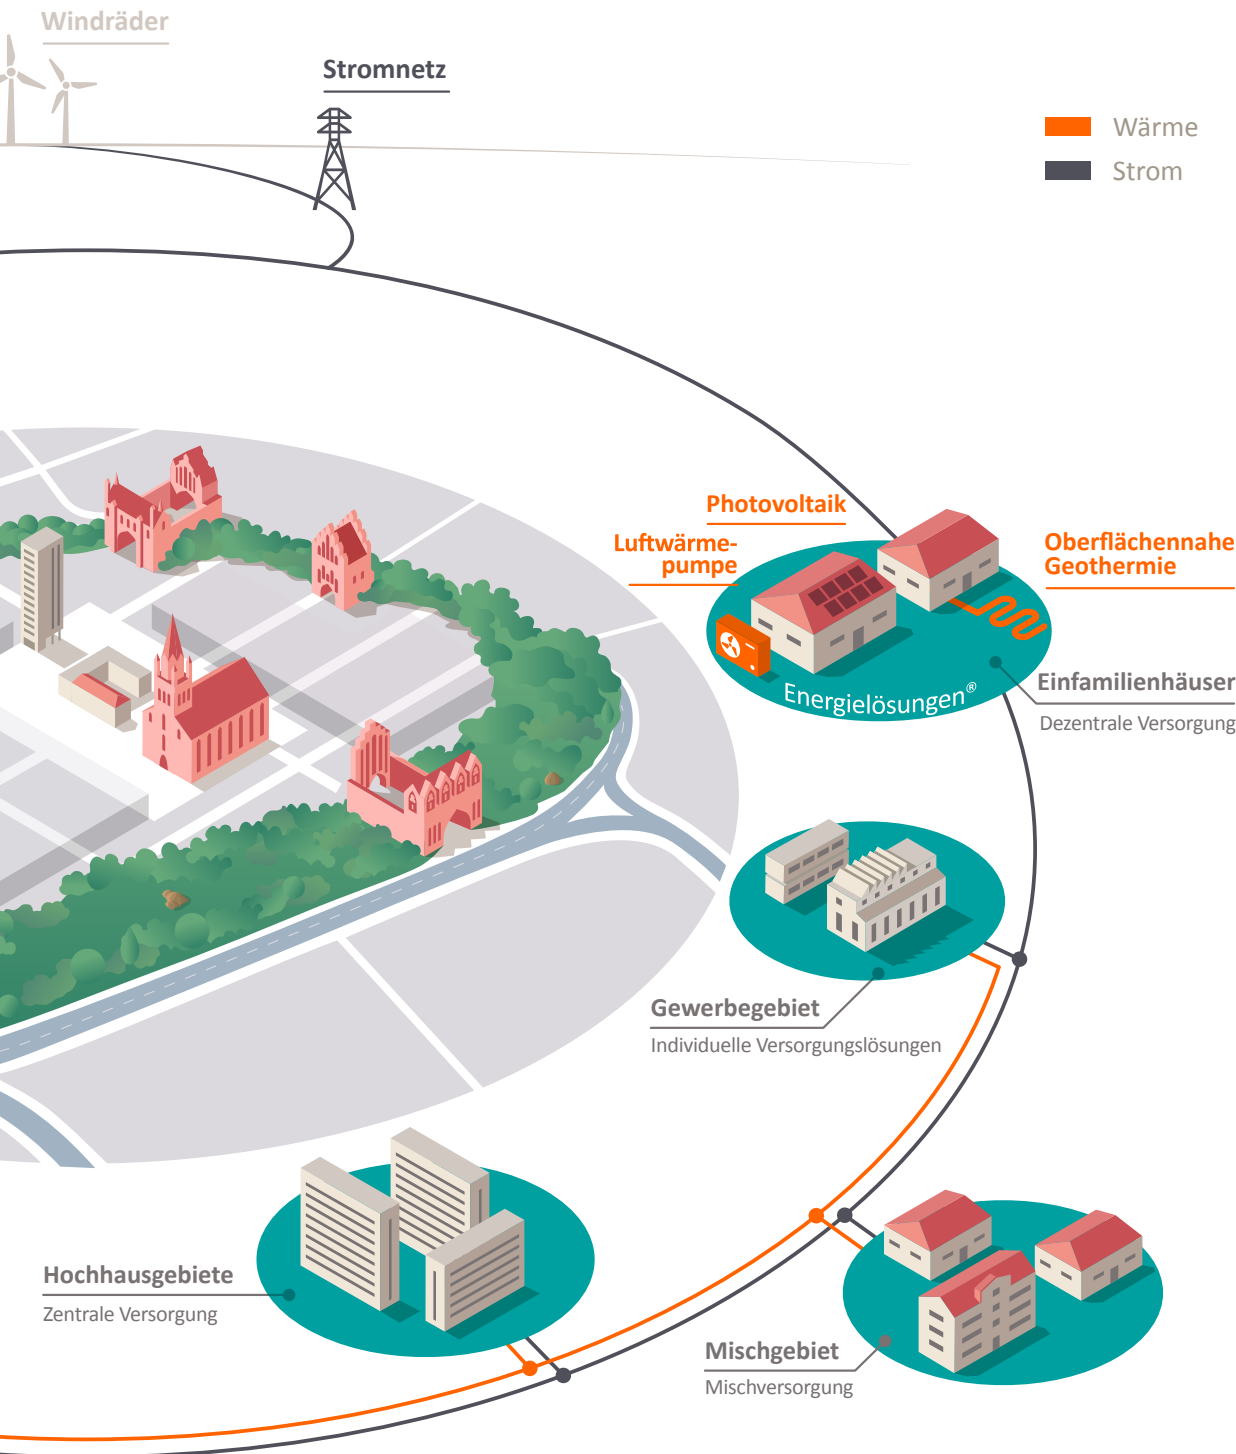 Windräder
Stromnetz
Wärme
Strom
Photovoltaik
Luftwärme-
pumpe
Oberflächennahe
Geothermie
Energielösungen®
Einfamilienhäuser
Dezentrale Versorgung
Gewerbegebiet
Individuelle Versorgungslösungen
Hochhausgebiete
Zentrale Versorgung
Mischgebiet
Mischversorgung